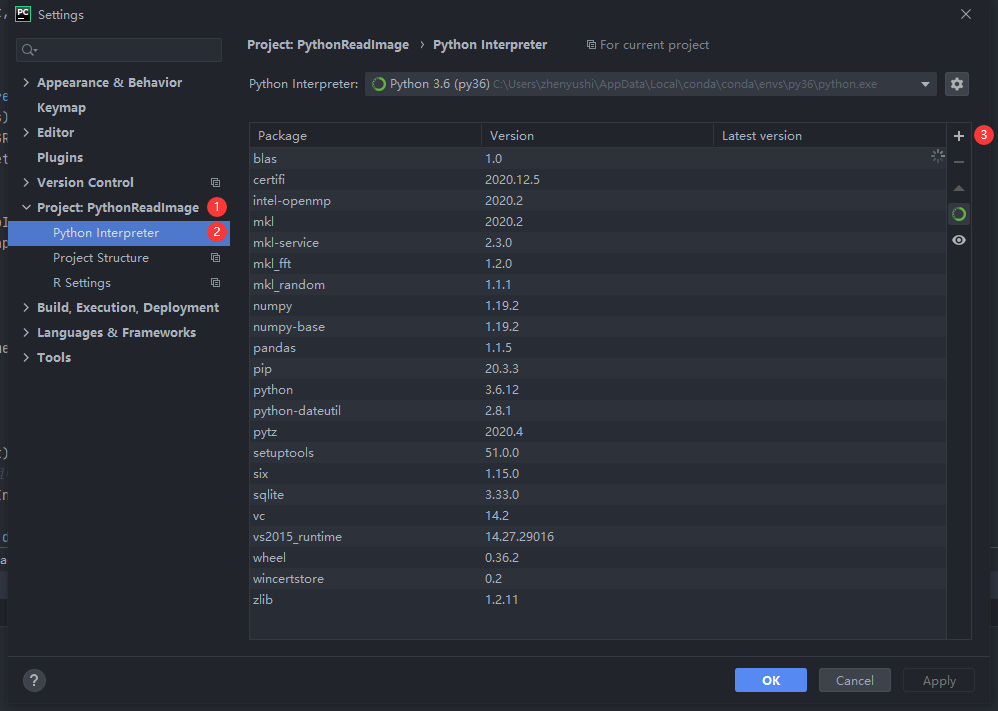 PC Settings
Project: PythonReadImage › Python Interpreter For current project
Python Interpreter: Python 3.6 (py36) C:\Users\zhenyushi\AppData\Local\conda\conda\envs\py36\python.exe
Appearance & Behavior
Keymap
Editor
Plugins
Version Control
Project: PythonReadImage 1
Python Interpreter 2
Project Structure
R Settings
Build, Execution, Deployment
Languages & Frameworks
Tools
Package Version Latest version + 3
blas 1.0
certifi 2020.12.5
intel-openmp 2020.2
mkl 2020.2
mkl-service 2.3.0
mkl_fft 1.2.0
mkl_random 1.1.1
numpy 1.19.2
numpy-base 1.19.2
pandas 1.1.5
pip 20.3.3
python 3.6.12
python-dateutil 2.8.1
pytz 2020.4
setuptools 51.0.0
six 1.15.0
sqlite 3.33.0
vc 14.2
vs2015_runtime 14.27.29016
wheel 0.36.2
wincertstore 0.2
zlib 1.2.11
? OK Cancel Apply